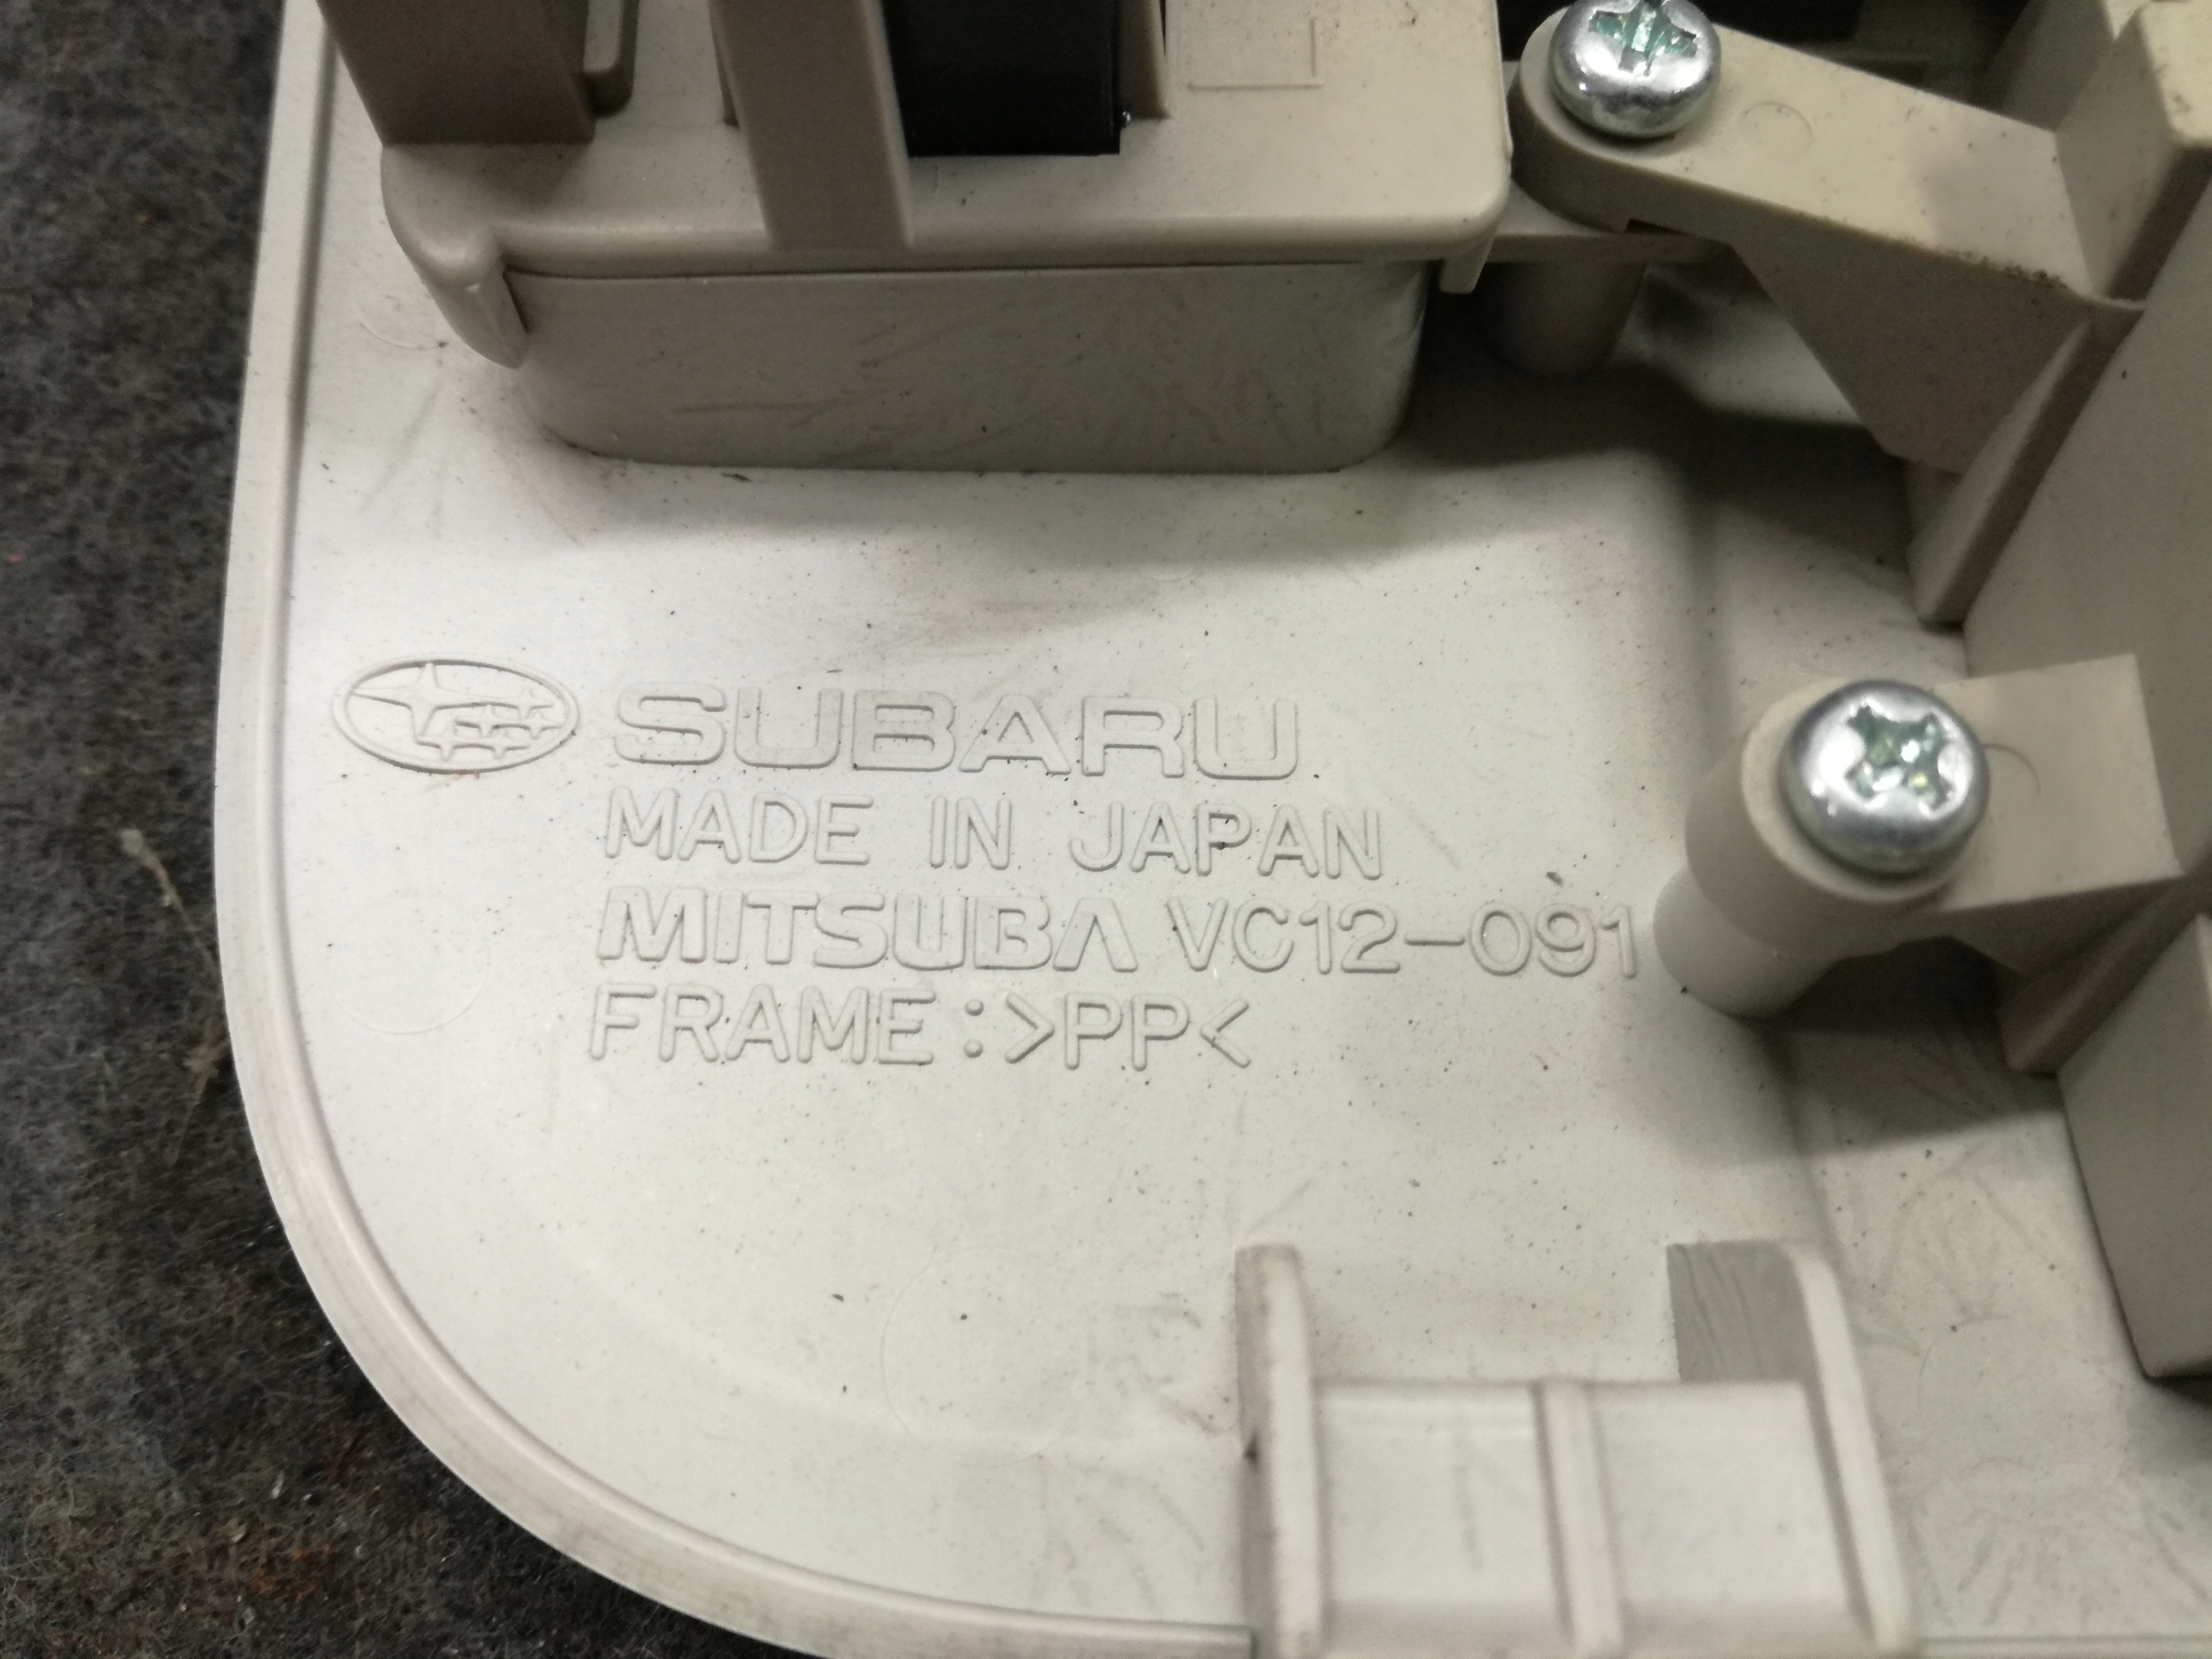 SUBARU
MADE IN JAPAN
MITSUBA VC12-091
FRAME:>PP<